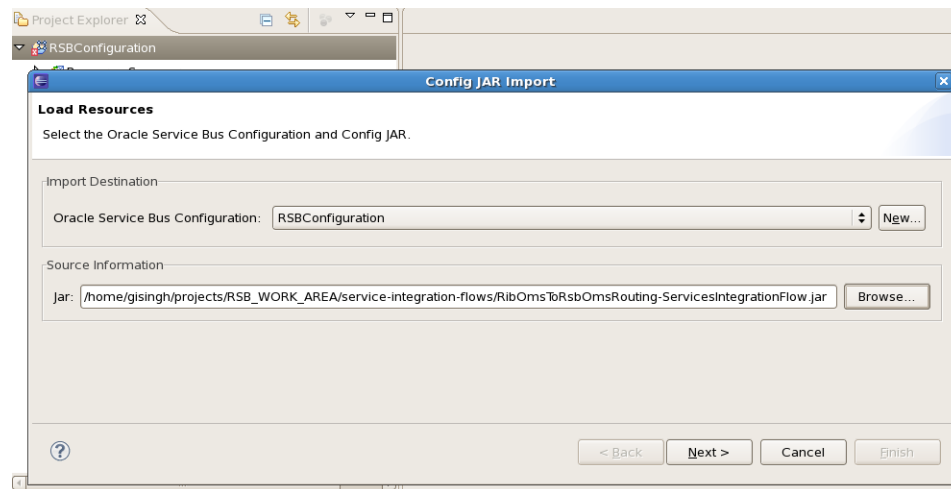 Project Explorer
RSBConfiguration
Config JAR Import
Load Resources
Select the Oracle Service Bus Configuration and Config JAR.
Import Destination
Oracle Service Bus Configuration: RSBConfiguration New...
Source Information
Jar: /home/gisingh/projects/RSB_WORK_AREA/service-integration-flows/RibOmsToRsbOmsRouting-ServicesIntegrationFlow.jar Browse...
< Back Next > Cancel Finish